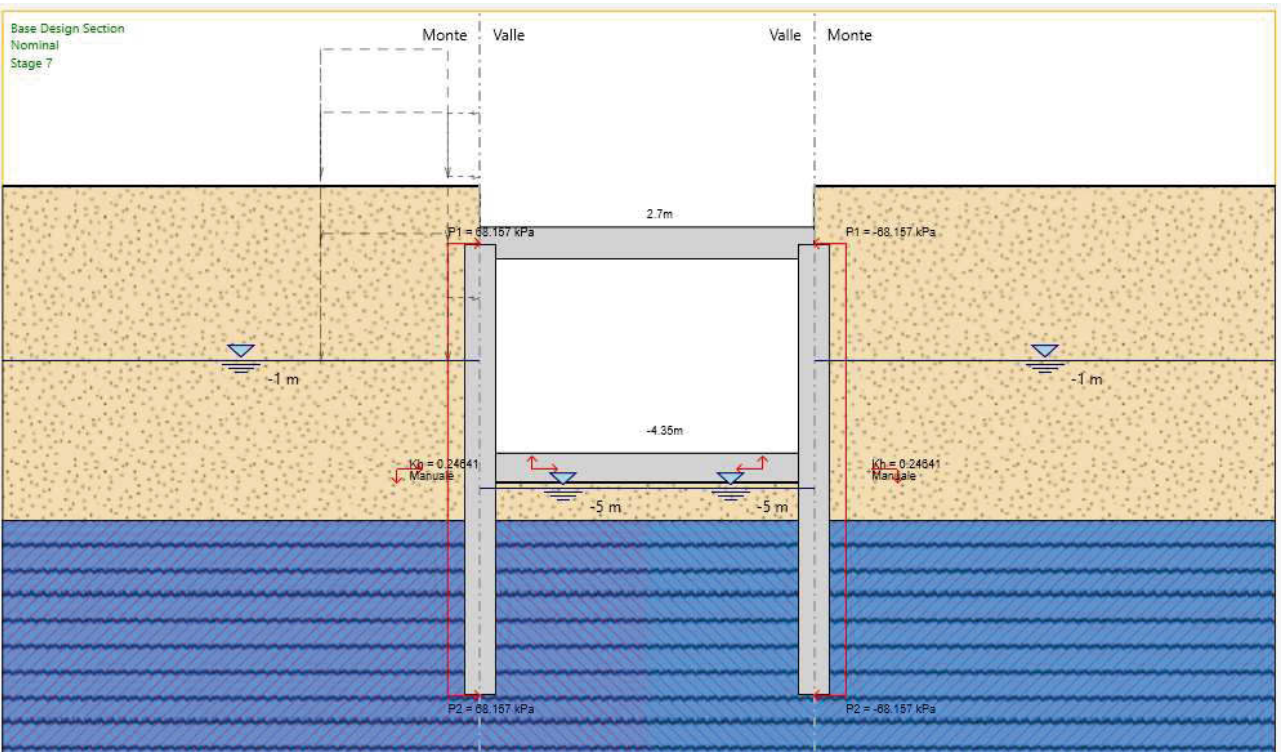 Base Design Section
Nominal
Stage 7
Monte
Valle
Valle
Monte
2.7m
P1 = 68.157 kPa
P1 = -68.157 kPa
-1 m
-1 m
-4.35m
Kh = 0.24641
Manuale
Kh = 0.24641
Manuale
-5 m
-5 m
P2 = 68.157 kPa
P2 = -68.157 kPa